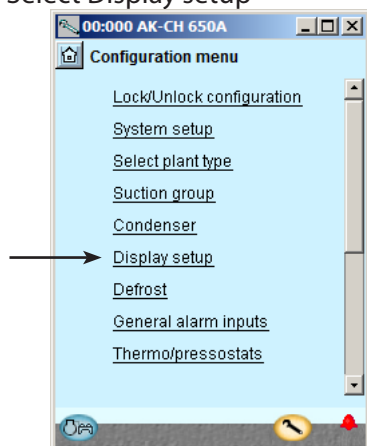 Select Display setup
00:000 AK-CH 650A
Configuration menu
Lock/Unlock configuration
System setup
Select plant type
Suction group
Condenser
Display setup
Defrost
General alarm inputs
Thermo/pressostats